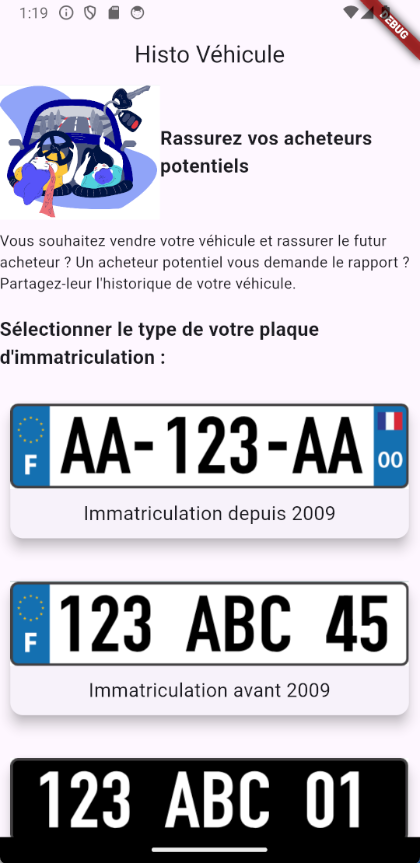 1:19
DEBUG
Histo Véhicule
Rassurez vos acheteurs
potentiels
Vous souhaitez vendre votre véhicule et rassurer le futur
acheteur ? Un acheteur potentiel vous demande le rapport ?
Partagez-leur l'historique de votre véhicule.
Sélectionner le type de votre plaque
d'immatriculation :
F AA-123-AA 00
Immatriculation depuis 2009
F 123 ABC 45
Immatriculation avant 2009
123 ABC 01